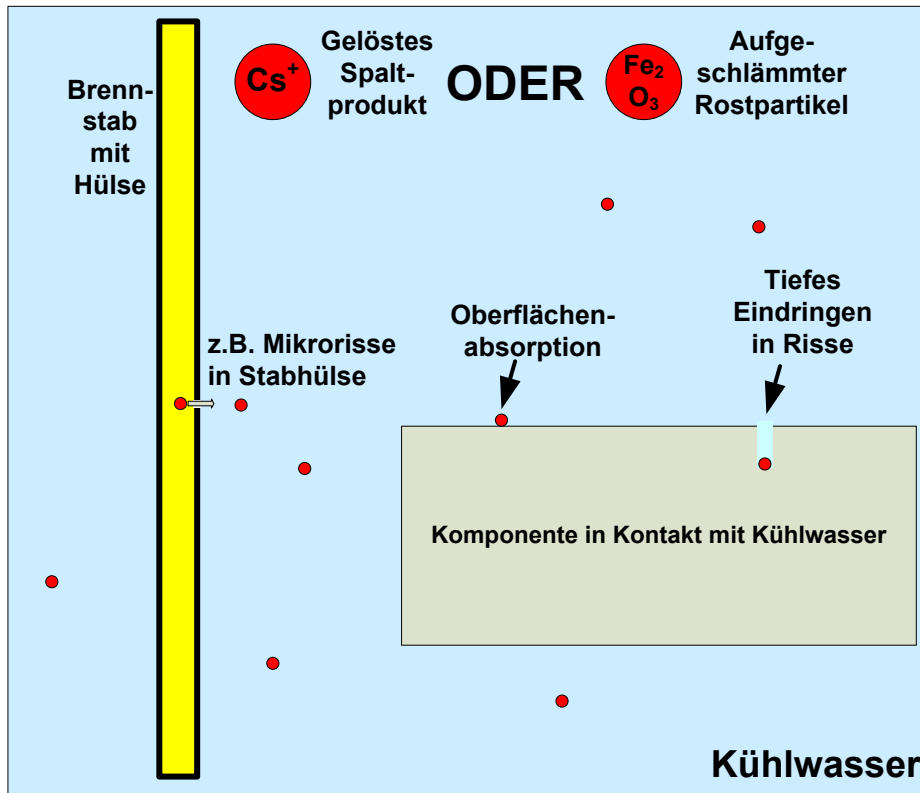 Brenn-
stab
mit
Hülse
Cs+
Gelöstes
Spalt-
produkt
ODER
Fe2
O3
Aufge-
schlämmter
Rostpartikel
z.B. Mikrorisse
in Stabhülse
Oberflächen-
absorption
Tiefes
Eindringen
in Risse
Komponente in Kontakt mit Kühlwasser
Kühlwasser